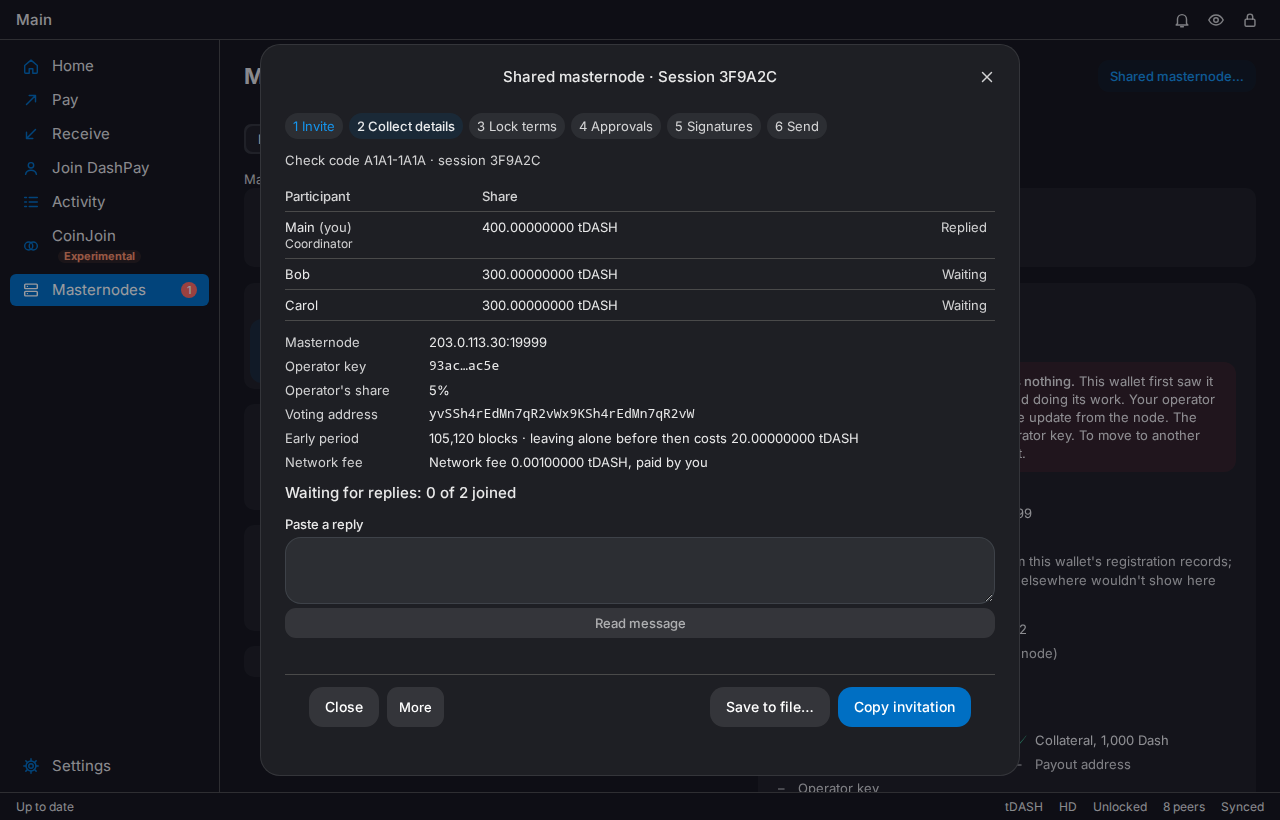 Main
Home
Pay
Receive
Join DashPay
Activity
CoinJoin
Experimental
Masternodes
1
Settings
Shared masternode...
Shared masternode · Session 3F9A2C
1 Invite
2 Collect details
3 Lock terms
4 Approvals
5 Signatures
6 Send
Check code A1A1-1A1A · session 3F9A2C
Participant Share
Main (you) 400.00000000 tDASH Replied
Coordinator
Bob 300.00000000 tDASH Waiting
Carol 300.00000000 tDASH Waiting
Masternode 203.0.113.30:19999
Operator key 93ac…ac5e
Operator's share 5%
Voting address yvSSh4rEdMn7qR2vWx9KSh4rEdMn7qR2vW
Early period 105,120 blocks · leaving alone before then costs 20.00000000 tDASH
Network fee Network fee 0.00100000 tDASH, paid by you
Waiting for replies: 0 of 2 joined
Paste a reply
Read message
Close
More
Save to file...
Copy invitation
nothing. This wallet first saw it
d doing its work. Your operator
update from the node. The
rator key. To move to another
t.
99
this wallet's registration records;
elsewhere wouldn't show here
2
node)
Collateral, 1,000 Dash
Payout address
Operator key
Up to date
tDASH HD Unlocked 8 peers Synced